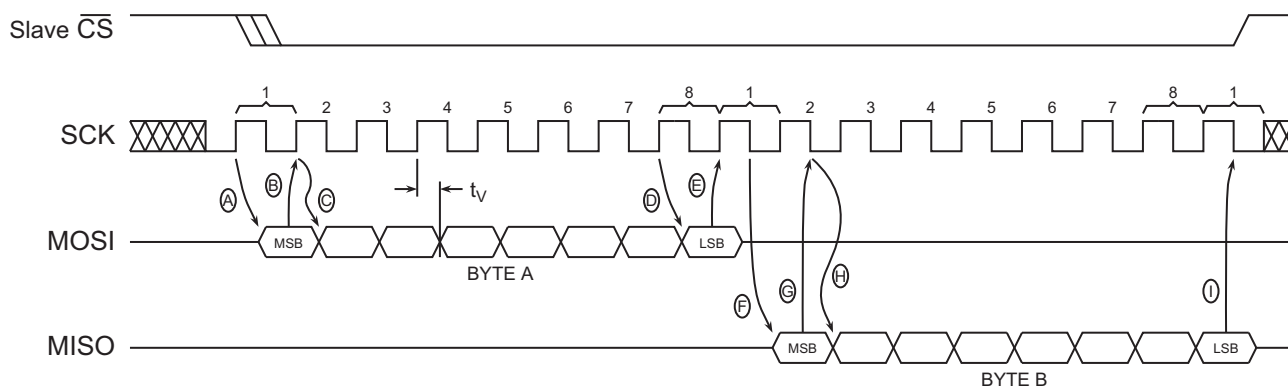 Slave CS
1 2 3 4 5 6 7 8 1 2 3 4 5 6 7 8 1
SCK
A B C tV D E
MOSI MSB LSB
BYTE A
F G H I
MISO MSB LSB
BYTE B